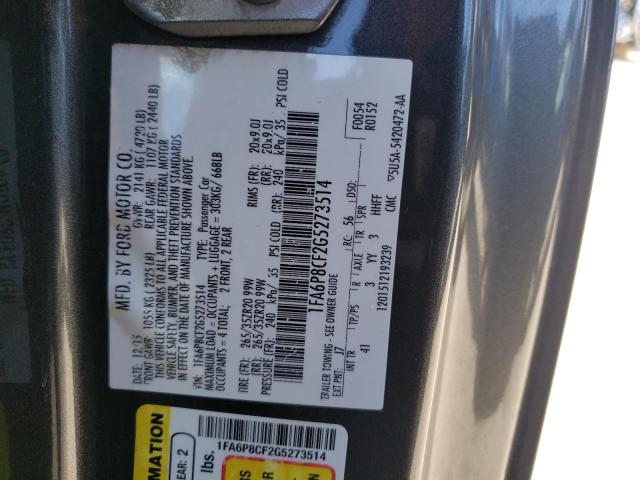 MFD. BY FORD MOTOR CO.
DATE: 12/15 GVWR: 2141 KG ( 4720 LB)
FRONT GAWR: 1055 KG ( 2325 LB) REAR GAWR: 1107 KG ( 2440 LB)
THIS VEHICLE CONFORMS TO ALL APPLICABLE FEDERAL MOTOR
VEHICLE SAFETY, BUMPER, AND THEFT PREVENTION STANDARDS
IN EFFECT ON THE DATE OF MANUFACTURE SHOWN ABOVE.
VIN: 1FA6P8CF2G5273514 TYPE: Passenger Car
MAXIMUM LOAD = OCCUPANTS + LUGGAGE = 303KG/ 668LB
OCCUPANTS = 4 TOTAL: 2 FRONT, 2 REAR
TIRE (FR): 265/35ZR20 99W RIMS (FR): 20x9.0J
(RR): 265/35ZR20 99W (RR): 20x9.0J
PRESSURE (FR): 240 kPa/ 35 PSI COLD (RR): 240 kPa/ 35 PSI COLD
1FA6P8CF2G5273514
TRAILER TOWING - SEE OWNER GUIDE
F0054
R0152
EXT PNT: J7 RC: 56 DSO:
INT TR TP/PS R AXLE TR SPR
41 3 YY 3 HHFF
CMC
1201512193239 5U5A-5420472-AA
EAR: 2
lbs.
1FA6P8CF2G5273514